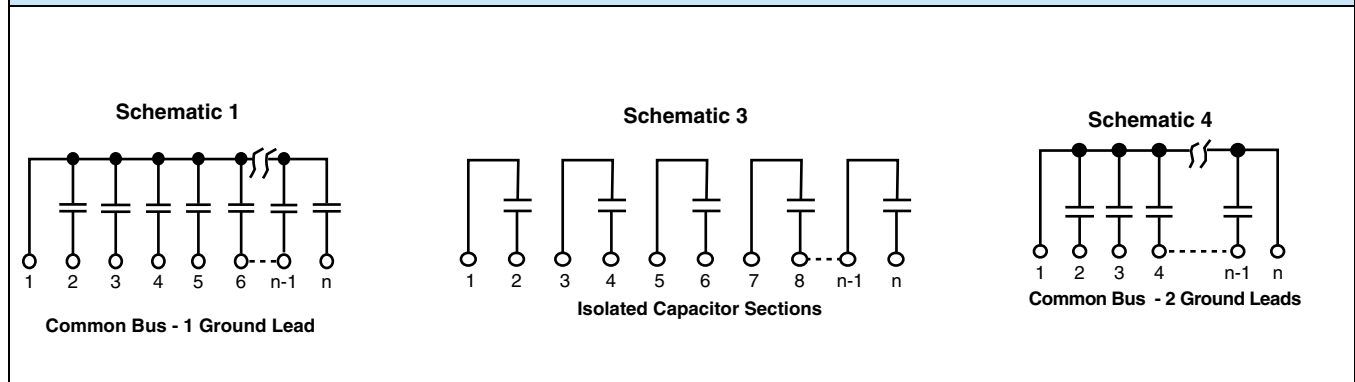 Schematic 1
1 2 3 4 5 6 n-1 n
Common Bus - 1 Ground Lead
Schematic 3
1 2 3 4 5 6 7 8 n-1 n
Isolated Capacitor Sections
Schematic 4
1 2 3 4 n-1 n
Common Bus - 2 Ground Leads